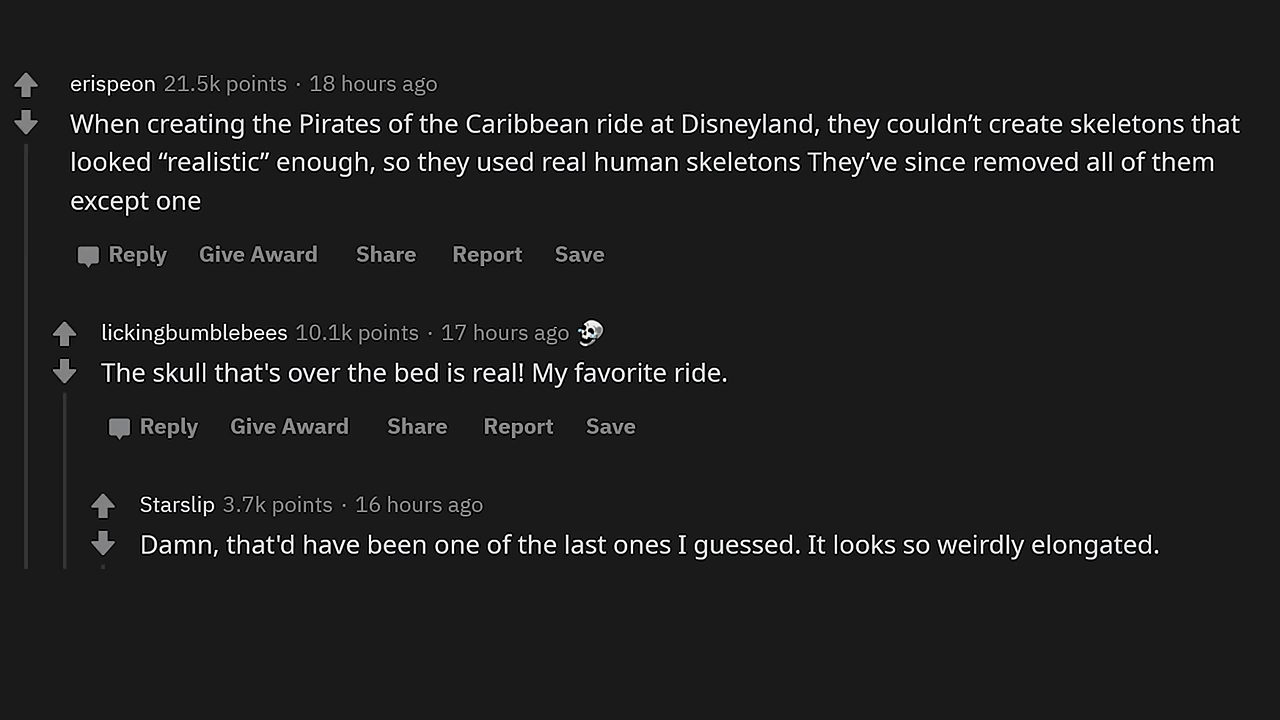 erispeon 21.5k points · 18 hours ago
When creating the Pirates of the Caribbean ride at Disneyland, they couldn’t create skeletons that
looked “realistic” enough, so they used real human skeletons They’ve since removed all of them
except one
Reply Give Award Share Report Save
lickingbumblebees 10.1k points · 17 hours ago 💀
The skull that's over the bed is real! My favorite ride.
Reply Give Award Share Report Save
Starslip 3.7k points · 16 hours ago
Damn, that'd have been one of the last ones I guessed. It looks so weirdly elongated.